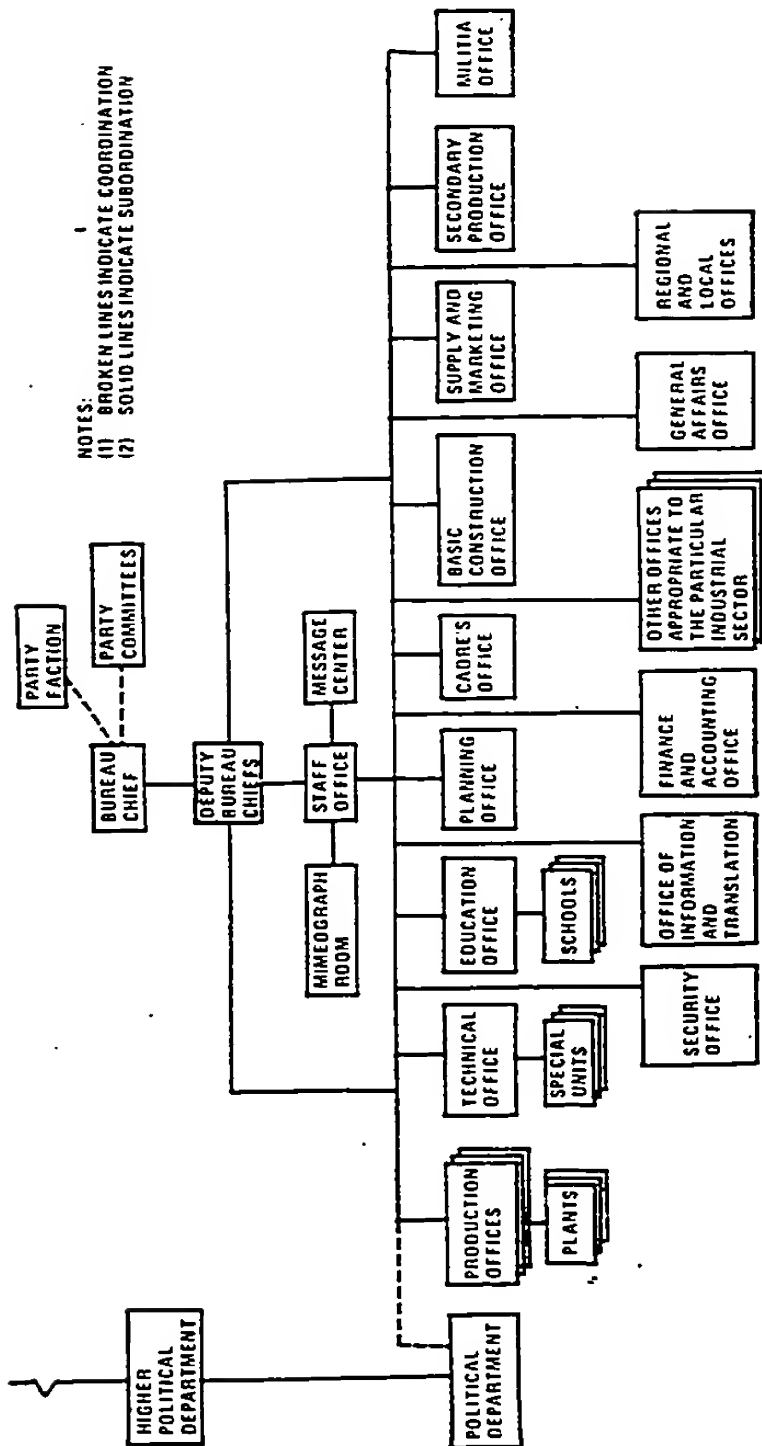 NOTES:
(1) BROKEN LINES INDICATE COORDINATION
(2) SOLID LINES INDICATE SUBORDINATION
PARTY
FACTION
PARTY
COMMITTEES
BUREAU
CHIEF
DEPUTY
BUREAU
CHIEFS
MIMEOGRAPH
ROOM
STAFF
OFFICE
MESSAGE
CENTER
HIGHER
POLITICAL
DEPARTMENT
POLITICAL
DEPARTMENT
PRODUCTION
OFFICES
PLANTS
TECHNICAL
OFFICE
SPECIAL
UNITS
EDUCATION
OFFICE
SCHOOLS
PLANNING
OFFICE
CADRE'S
OFFICE
BASIC
CONSTRUCTION
OFFICE
SUPPLY AND
MARKETING
OFFICE
SECONDARY
PRODUCTION
OFFICE
MILITIA
OFFICE
SECURITY
OFFICE
OFFICE OF
INFORMATION
AND
TRANSLATION
FINANCE
AND
ACCOUNTING
OFFICE
OTHER OFFICES
APPROPRIATE TO
THE PARTICULAR
INDUSTRIAL
SECTOR
GENERAL
AFFAIRS
OFFICE
REGIONAL
AND
LOCAL
OFFICES